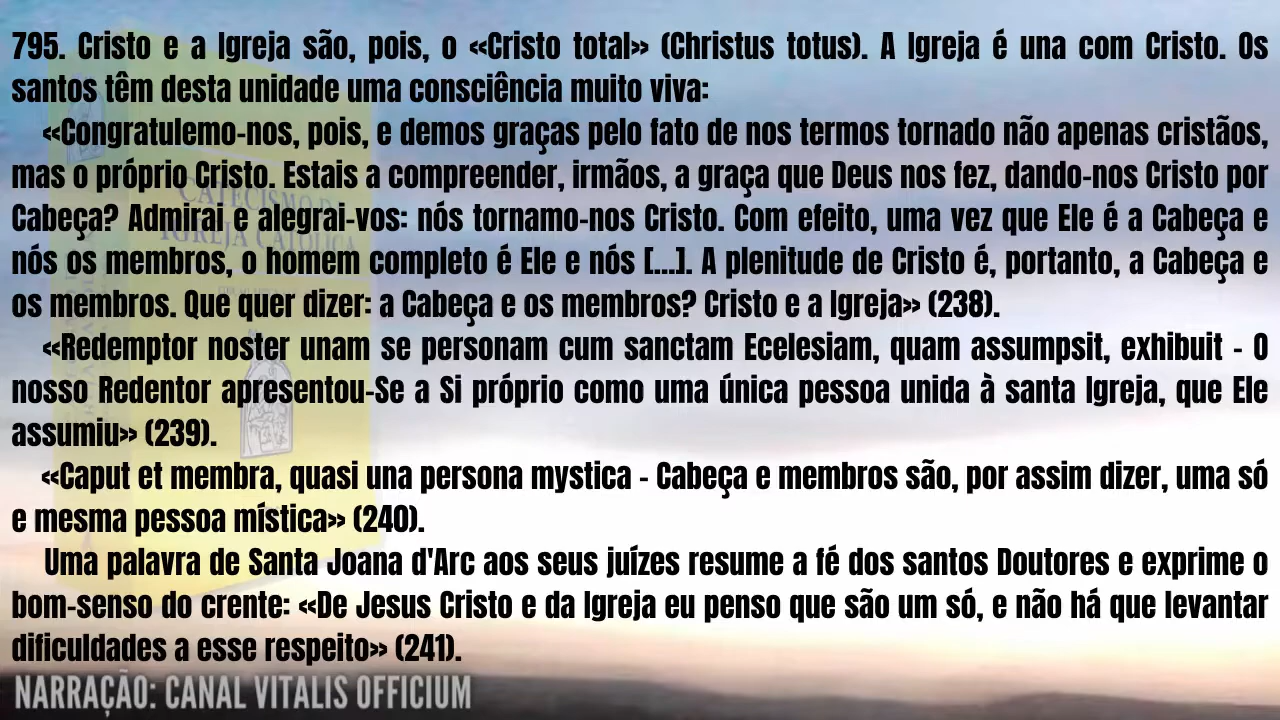 795. Cristo e a Igreja são, pois, o «Cristo total» (Christus totus). A Igreja é una com Cristo. Os
santos têm desta unidade uma consciência muito viva:
«Congratulemo-nos, pois, e demos graças pelo fato de nos termos tornado não apenas cristãos,
mas o próprio Cristo. Estais a compreender, irmãos, a graça que Deus nos fez, dando-nos Cristo por
Cabeça? Admirai e alegrai-vos: nós tornamo-nos Cristo. Com efeito, uma vez que Ele é a Cabeça e
nós os membros, o homem completo é Ele e nós [...]. A plenitude de Cristo é, portanto, a Cabeça e
os membros. Que quer dizer: a Cabeça e os membros? Cristo e a Igreja» (238).
«Redemptor noster unam se personam cum sanctam Ecelesiam, quam assumpsit, exhibuit - O
nosso Redentor apresentou-Se a Si próprio como uma única pessoa unida à santa Igreja, que Ele
assumiu» (239).
«Caput et membra, quasi una persona mystica - Cabeça e membros são, por assim dizer, uma só
e mesma pessoa mística» (240).
Uma palavra de Santa Joana d'Arc aos seus juízes resume a fé dos santos Doutores e exprime o
bom-senso do crente: «De Jesus Cristo e da Igreja eu penso que são um só, e não há que levantar
dificuldades a esse respeito» (241).
NARRAÇÃO: CANAL VITALIS OFFICIUM
CATECISMO DA
IGREJA CATÓLICA